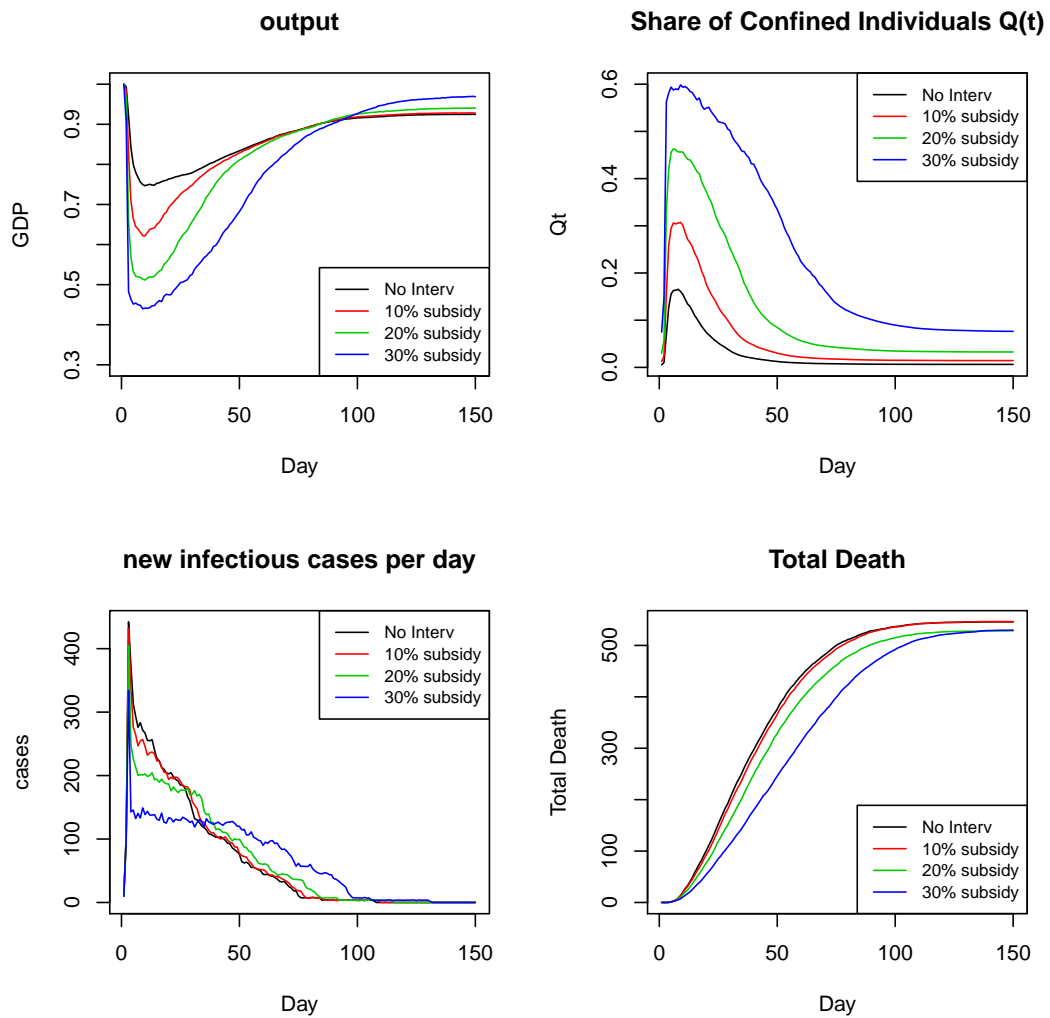 output
GDP
0.3
0.5
0.7
0.9
0
50
100
150
Day
No Interv
10% subsidy
20% subsidy
30% subsidy
Share of Confined Individuals Q(t)
Qt
0.0
0.2
0.4
0.6
0
50
100
150
Day
No Interv
10% subsidy
20% subsidy
30% subsidy
new infectious cases per day
cases
0
100
200
300
400
0
50
100
150
Day
No Interv
10% subsidy
20% subsidy
30% subsidy
Total Death
Total Death
0
100
300
500
0
50
100
150
Day
No Interv
10% subsidy
20% subsidy
30% subsidy